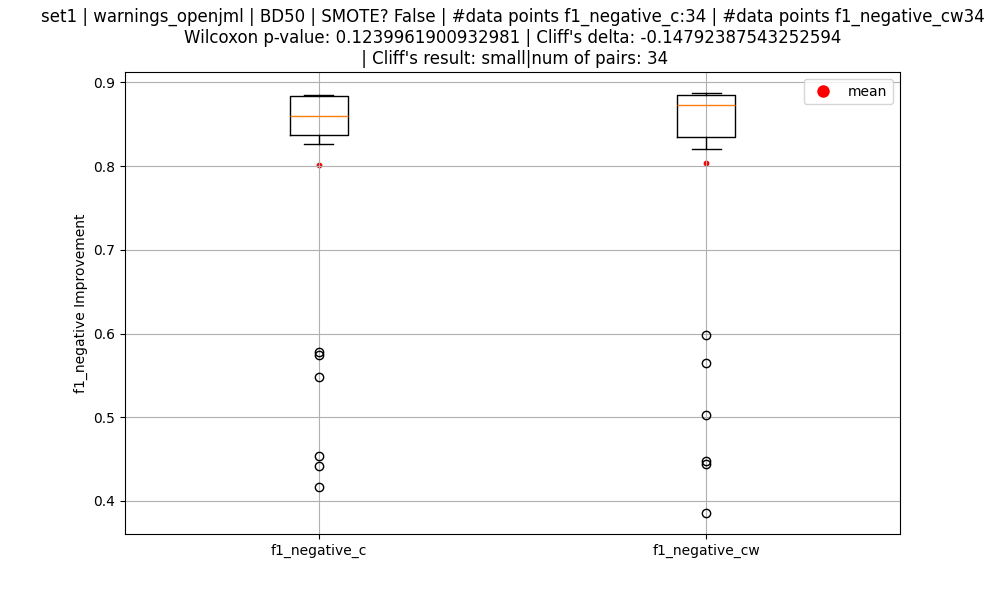 set1 | warnings_openjml | BD50 | SMOTE? False | #data points f1_negative_c:34 | #data points f1_negative_cw34
Wilcoxon p-value: 0.1239961900932981 | Cliff's delta: -0.14792387543252594
| Cliff's result: small|num of pairs: 34
mean
0.9
0.8
0.7
0.6
0.5
0.4
f1_negative Improvement
f1_negative_c
f1_negative_cw